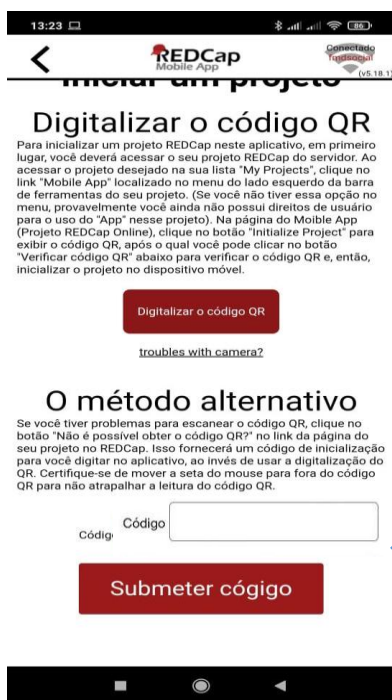 13:23
86
REDCap
Mobile App
Conectado
fundsocial
(v5.18.1)
Iniciar um projeto
Digitalizar o código QR
Para inicializar um projeto REDCap neste aplicativo, em primeiro
lugar, você deverá acessar o seu projeto REDCap do servidor. Ao
acessar o projeto desejado na sua lista "My Projects", clique no
link "Mobile App" localizado no menu do lado esquerdo da barra
de ferramentas do seu projeto. (Se você não tiver essa opção no
menu, provavelmente você ainda não possui direitos de usuário
para o uso do "App" nesse projeto). Na página do Moible App
(Projeto REDCap Online), clique no botão "Initialize Project" para
exibir o código QR, após o qual você pode clicar no botão
"Verificar código QR" abaixo para verificar o código QR e, então,
inicializar o projeto no dispositivo móvel.
Digitalizar o código QR
troubles with camera?
O método alternativo
Se você tiver problemas para escanear o código QR, clique no
botão "Não é possível obter o código QR?" no link da página do
seu projeto no REDCap. Isso fornecerá um código de inicialização
para você digitar no aplicativo, ao invés de usar a digitalização do
QR. Certifique-se de mover a seta do mouse para fora do código
QR para não atrapalhar a leitura do código QR.
Código
Código
Submeter cógigo